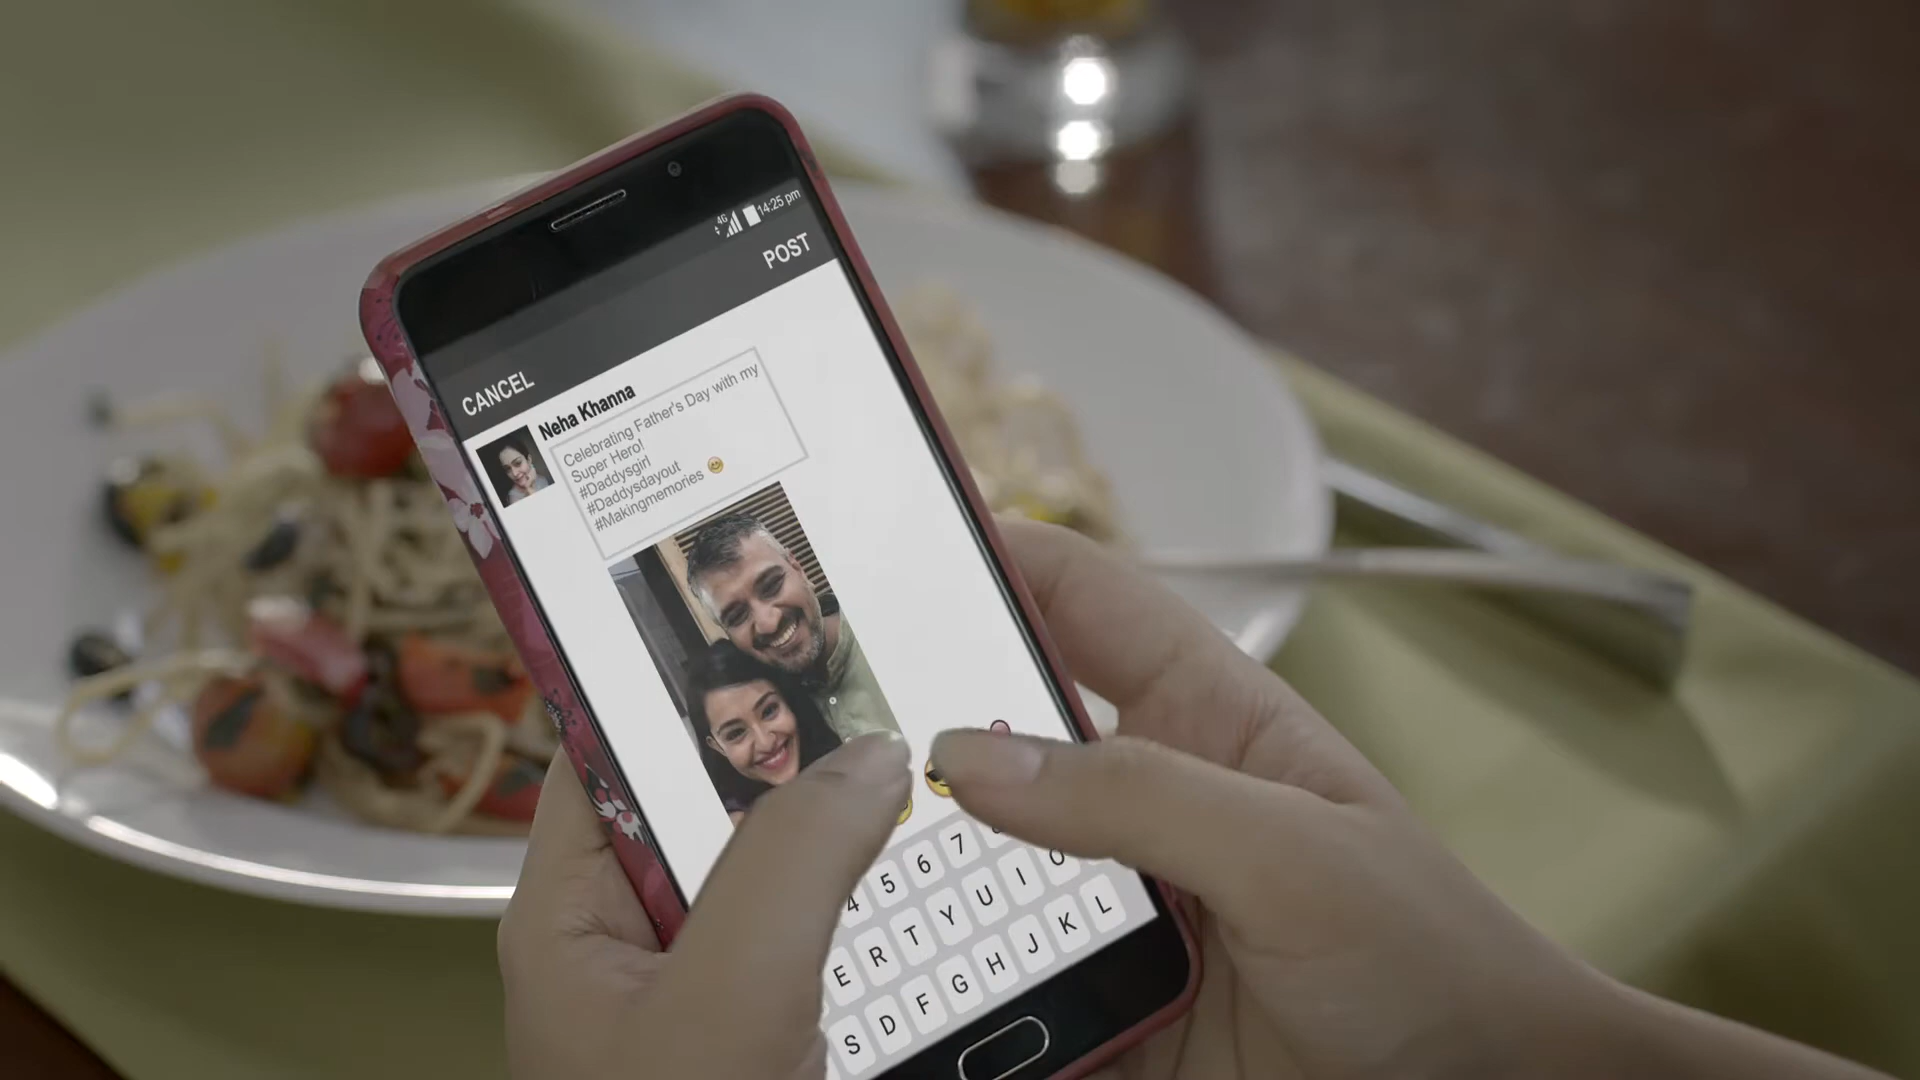 4G 14:25 pm
CANCEL POST
Neha Khanna
Celebrating Father's Day with my
Super Hero!
#Daddysgirl
#Daddysdayout
#Makingmemories 😊
4 5 6 7
E R T Y U I O
S D F G H J K L